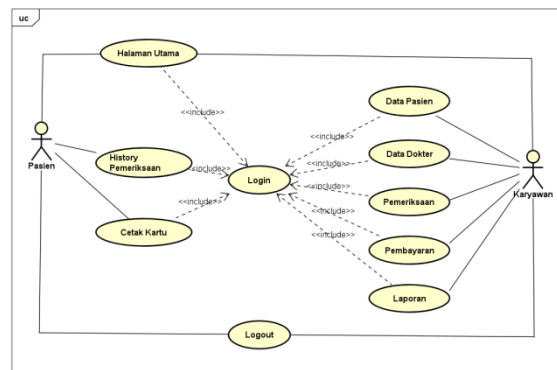 uc
Halaman Utama
<<include>>
Data Pasien
<<include>>
Pasien
History
Pemeriksaan
<<include>>
Login
<<include>>
Data Dokter
Karyawan
<<include>>
Cetak Kartu
<<include>>
Pemeriksaan
<<include>>
Pembayaran
<<include>>
Laporan
Logout